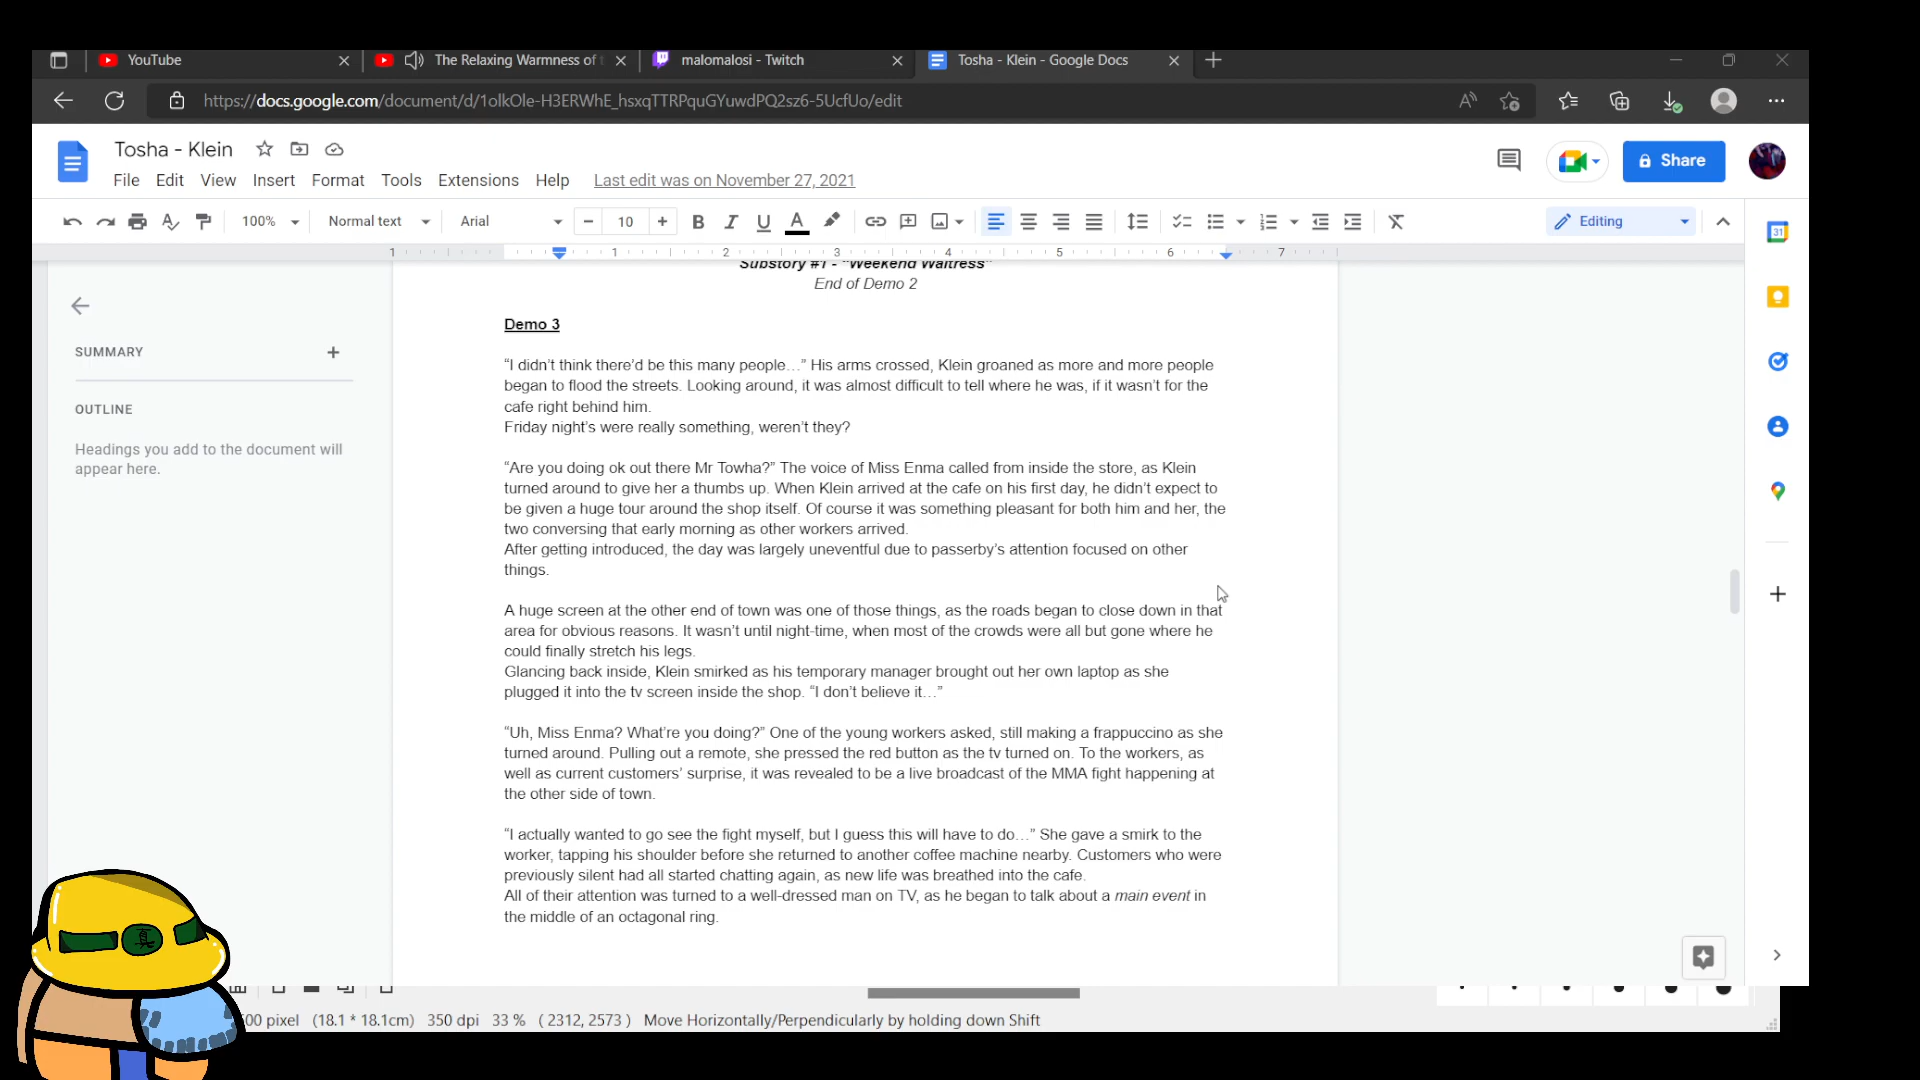 YouTube
The Relaxing Warmness of t
malomalosi - Twitch
Tosha - Klein - Google Docs
https://docs.google.com/document/d/1olkOle-H3ERWhE_hsxqTTRPquGYuwdPQ2sz6-5UcfUo/edit
Tosha - Klein
Share
File Edit View Insert Format Tools Extensions Help Last edit was on November 27, 2021
100% Normal text Arial 10 Editing
1 1 2 3 4 5 6 7
31
Substory #1 - "Weekend Waitress"
End of Demo 2
SUMMARY
OUTLINE
Headings you add to the document will
appear here.
Demo 3
“I didn’t think there’d be this many people…” His arms crossed, Klein groaned as more and more people
began to flood the streets. Looking around, it was almost difficult to tell where he was, if it wasn’t for the
cafe right behind him.
Friday night’s were really something, weren’t they?
“Are you doing ok out there Mr Towha?” The voice of Miss Enma called from inside the store, as Klein
turned around to give her a thumbs up. When Klein arrived at the cafe on his first day, he didn’t expect to
be given a huge tour around the shop itself. Of course it was something pleasant for both him and her, the
two conversing that early morning as other workers arrived.
After getting introduced, the day was largely uneventful due to passerby’s attention focused on other
things.
A huge screen at the other end of town was one of those things, as the roads began to close down in that
area for obvious reasons. It wasn’t until night-time, when most of the crowds were all but gone where he
could finally stretch his legs.
Glancing back inside, Klein smirked as his temporary manager brought out her own laptop as she
plugged it into the tv screen inside the shop. “I don’t believe it…”
“Uh, Miss Enma? What’re you doing?” One of the young workers asked, still making a frappuccino as she
turned around. Pulling out a remote, she pressed the red button as the tv turned on. To the workers, as
well as current customers’ surprise, it was revealed to be a live broadcast of the MMA fight happening at
the other side of town.
“I actually wanted to go see the fight myself, but I guess this will have to do…” She gave a smirk to the
worker, tapping his shoulder before she returned to another coffee machine nearby. Customers who were
previously silent had all started chatting again, as new life was breathed into the cafe.
All of their attention was turned to a well-dressed man on TV, as he began to talk about a main event in
the middle of an octagonal ring.
真
00 pixel (18.1 * 18.1cm) 350 dpi 33 % ( 2312, 2573 ) Move Horizontally/Perpendicularly by holding down Shift